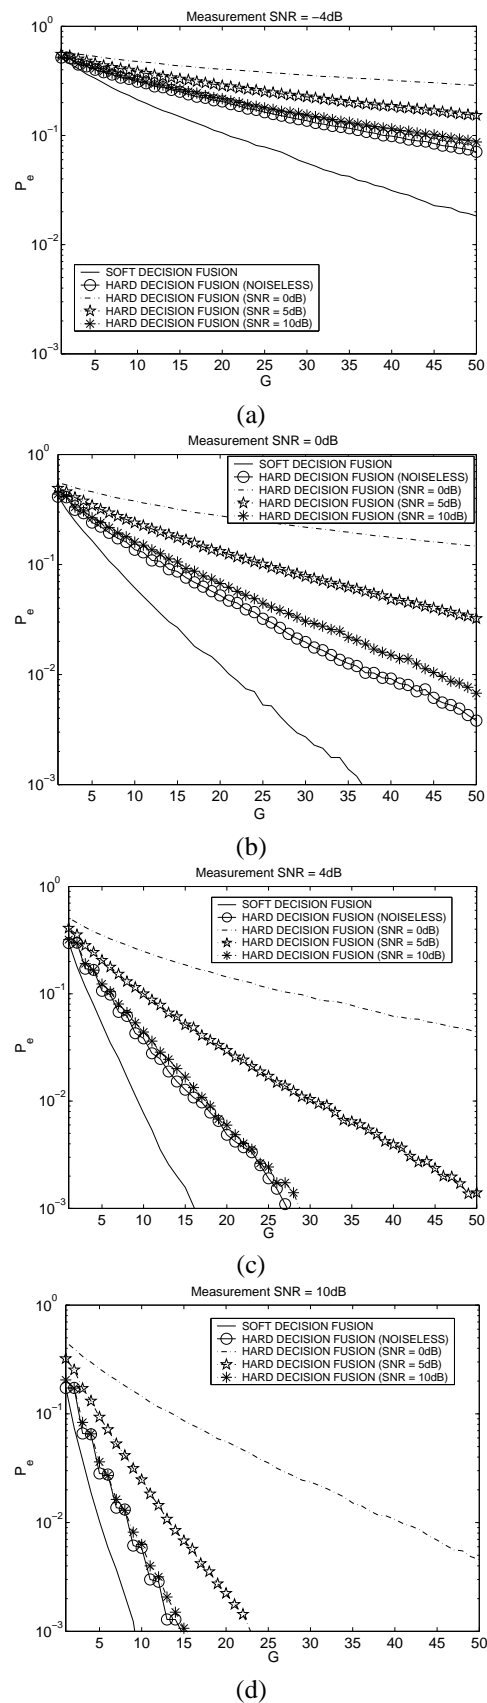 Measurement SNR = −4dB
10^0
10^−1
10^−2
10^−3
P_e
SOFT DECISION FUSION
HARD DECISION FUSION (NOISELESS)
HARD DECISION FUSION (SNR = 0dB)
HARD DECISION FUSION (SNR = 5dB)
HARD DECISION FUSION (SNR = 10dB)
5 10 15 20 25 30 35 40 45 50
G
(a)
Measurement SNR = 0dB
10^0
10^−1
10^−2
10^−3
P_e
SOFT DECISION FUSION
HARD DECISION FUSION (NOISELESS)
HARD DECISION FUSION (SNR = 0dB)
HARD DECISION FUSION (SNR = 5dB)
HARD DECISION FUSION (SNR = 10dB)
5 10 15 20 25 30 35 40 45 50
G
(b)
Measurement SNR = 4dB
10^0
10^−1
10^−2
10^−3
P_e
SOFT DECISION FUSION
HARD DECISION FUSION (NOISELESS)
HARD DECISION FUSION (SNR = 0dB)
HARD DECISION FUSION (SNR = 5dB)
HARD DECISION FUSION (SNR = 10dB)
5 10 15 20 25 30 35 40 45 50
G
(c)
Measurement SNR = 10dB
10^0
10^−1
10^−2
10^−3
P_e
SOFT DECISION FUSION
HARD DECISION FUSION (NOISELESS)
HARD DECISION FUSION (SNR = 0dB)
HARD DECISION FUSION (SNR = 5dB)
HARD DECISION FUSION (SNR = 10dB)
5 10 15 20 25 30 35 40 45 50
G
(d)